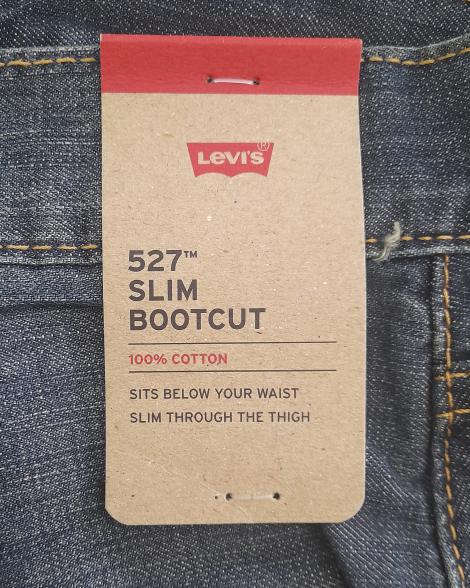 Levi's®
527™
SLIM
BOOTCUT
100% COTTON
SITS BELOW YOUR WAIST
SLIM THROUGH THE THIGH